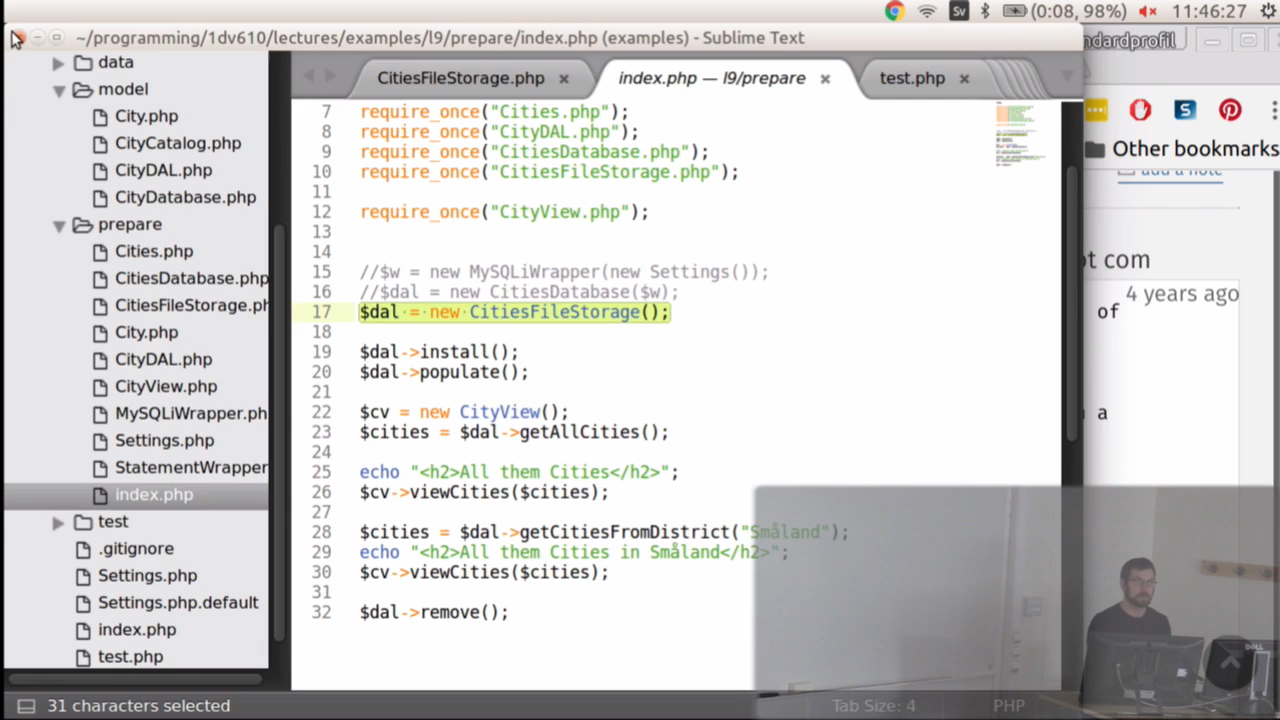 Sv (0:08, 98%) 11:46:27
~/programming/1dv610/lectures/examples/l9/prepare/index.php (examples) - Sublime Text
ndardprofil
data
model
City.php
CityCatalog.php
CityDAL.php
CityDatabase.php
prepare
Cities.php
CitiesDatabase.php
CitiesFileStorage.ph
City.php
CityDAL.php
CityView.php
MySQLiWrapper.ph
Settings.php
StatementWrapper
index.php
test
.gitignore
Settings.php
Settings.php.default
index.php
test.php
CitiesFileStorage.php ×
index.php — l9/prepare ×
test.php ×
7 require_once("Cities.php");
8 require_once("CityDAL.php");
9 require_once("CitiesDatabase.php");
10 require_once("CitiesFileStorage.php");
11
12 require_once("CityView.php");
13
14
15 //$w = new MySQLiWrapper(new Settings());
16 //$dal = new CitiesDatabase($w);
17 $dal = new CitiesFileStorage();
18
19 $dal->install();
20 $dal->populate();
21
22 $cv = new CityView();
23 $cities = $dal->getAllCities();
24
25 echo "<h2>All them Cities</h2>";
26 $cv->viewCities($cities);
27
28 $cities = $dal->getCitiesFromDistrict("Småland");
29 echo "<h2>All them Cities in Småland</h2>";
30 $cv->viewCities($cities);
31
32 $dal->remove();
Other bookmarks
add a note
ot com
4 years ago
of
a
DELL
31 characters selected
Tab Size: 4
PHP